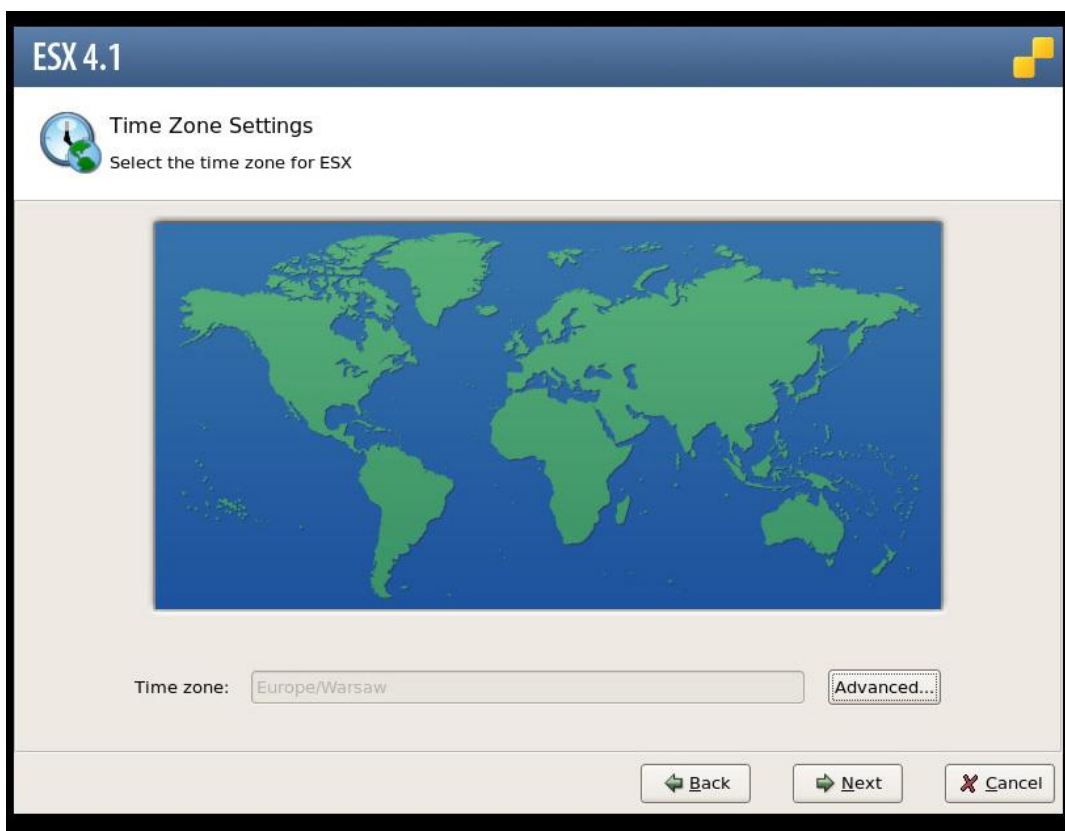 ESX 4.1
Time Zone Settings
Select the time zone for ESX
Time zone: Europe/Warsaw Advanced...
Back Next Cancel